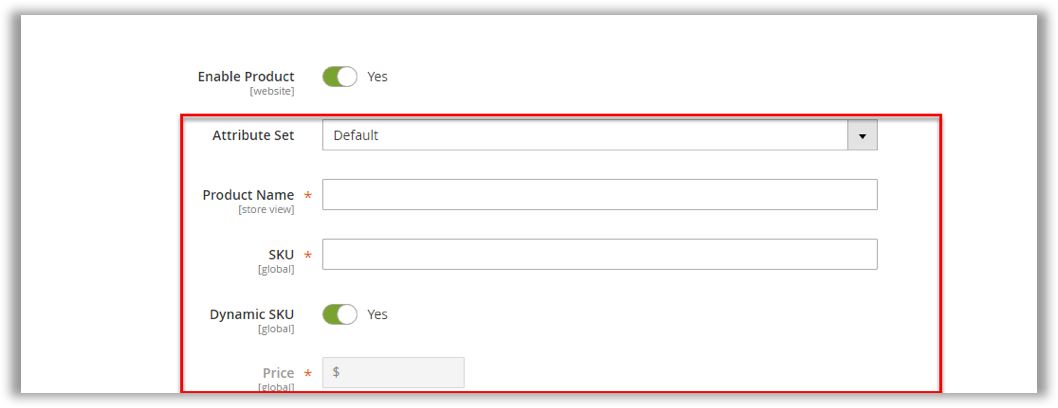 Enable Product Yes
[website]
Attribute Set Default
Product Name *
[store view]
SKU *
[global]
Dynamic SKU Yes
[global]
Price * $
[global]